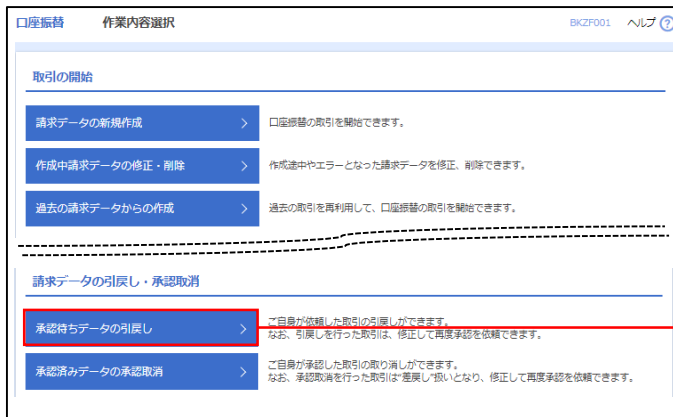 口座振替 作業内容選択 BKZF001 ヘルプ ?
取引の開始
請求データの新規作成 > 口座振替の取引を開始できます。
作成中請求データの修正・削除 > 作成途中やエラーとなった請求データを修正、削除できます。
過去の請求データからの作成 > 過去の取引を再利用して、口座振替の取引を開始できます。
請求データの引戻し・承認取消
承認待ちデータの引戻し > ご自身が依頼した取引の引戻しができます。
なお、引戻しを行った取引は、修正して再度承認を依頼できます。
承認済みデータの承認取消 > ご自身が承認した取引の取り消しができます。
なお、承認取消を行った取引は“差戻し”扱いとなり、修正して再度承認を依頼できます。